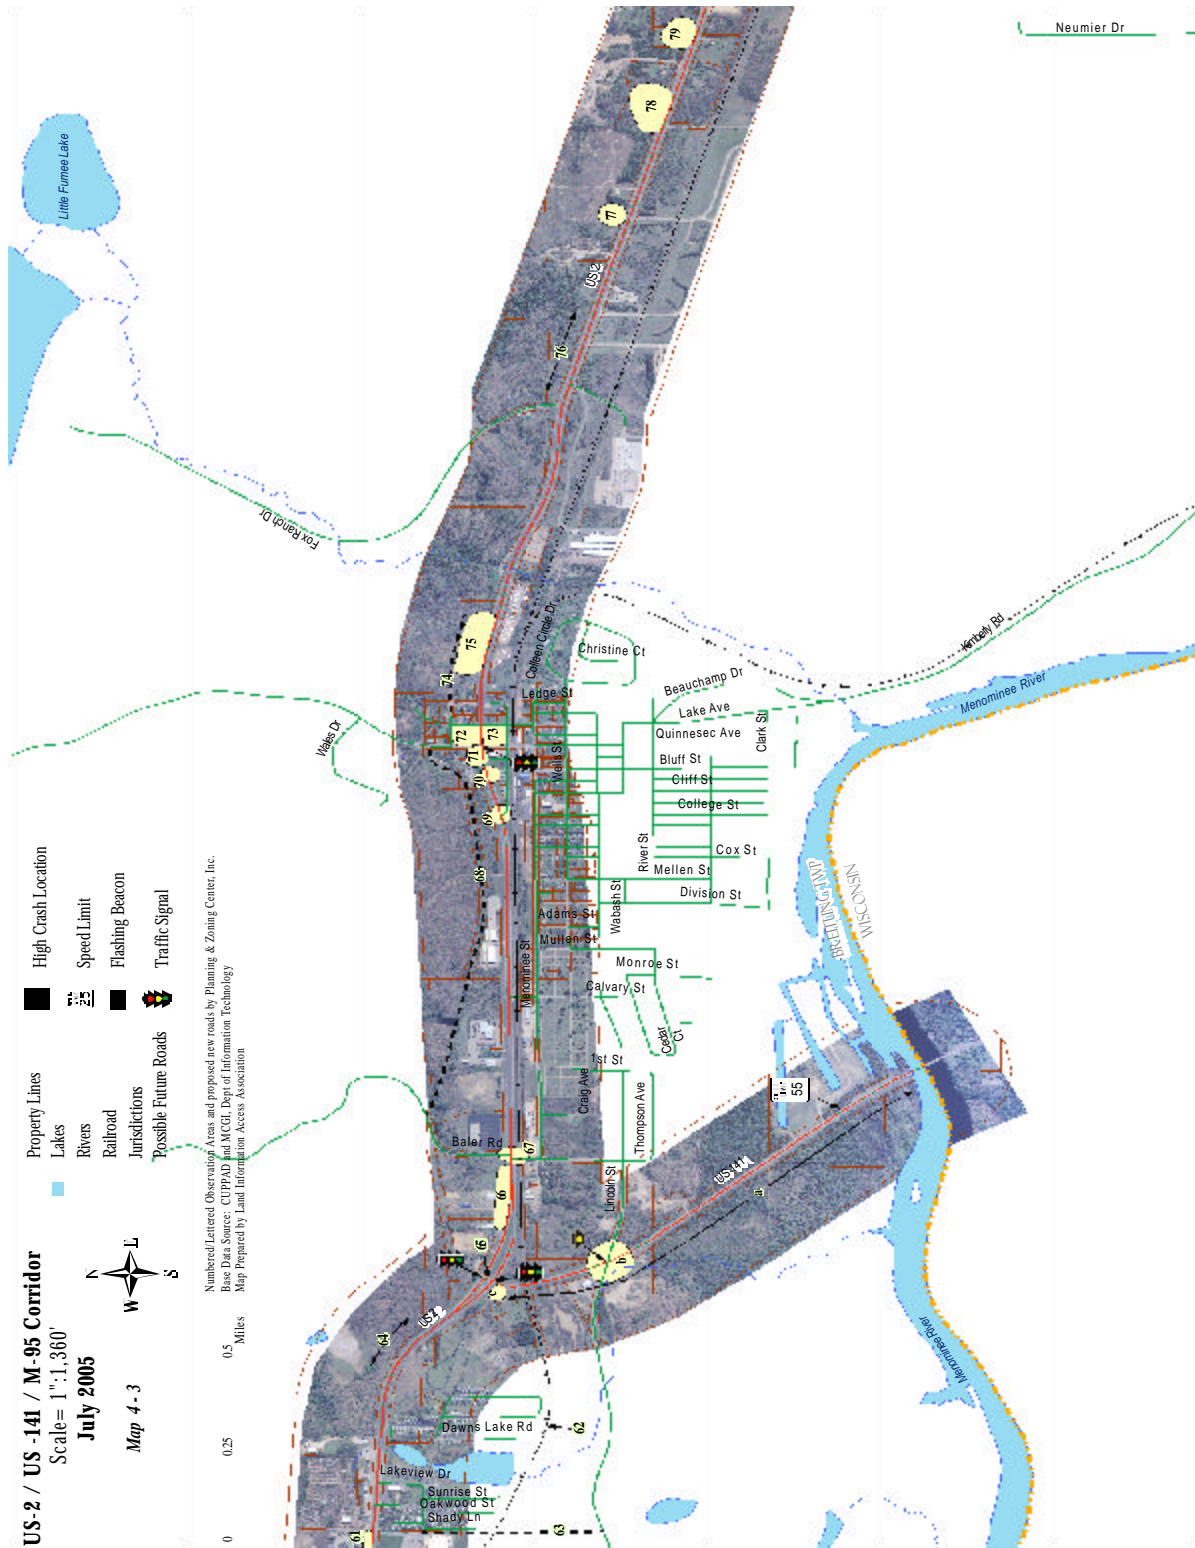 US-2 / US -141 / M-95 Corridor
Scale= 1":1,360'
July 2005
Map 4 - 3
N
W E
S
0 0.25 0.5
Miles
Property Lines
Lakes
Rivers
Railroad
Jurisdictions
Possible Future Roads
High Crash Location
Speed Limit
25
Flashing Beacon
Traffic Signal
Numbered/Lettered Observation Areas and proposed new roads by Planning & Zoning Center, Inc.
Base Data Source: CUPPAD and MCGI, Dept of Information Technology
Map Prepared by Land Information Access Association
Little Fumee Lake
Neumier Dr
79
78
77
US 2
76
Fox Ranch Dr
75
74
Colleen Circle Dr
Christine Ct
Kimberly Rd
Menominee River
Wales Dr
72
73
71
70
69
68
Ledge St
Beauchamp Dr
Lake Ave
Quinnesec Ave
Clark St
Wells St
Bluff St
Cliff St
College St
River St
Cox St
Mellen St
Division St
Wabash St
Adams St
Mullen St
Menominee St
Monroe St
Calvary St
Cedar Ct
1st St
Craig Ave
Thompson Ave
Baler Rd
67
66
65
Lincoln St
US-141
a
b
c
55
BREITUNG TWP
WISCONSIN
64
US 2
Menominee River
Dawns Lake Rd
62
Lakeview Dr
Sunrise St
Oakwood St
Shady Ln
61
63